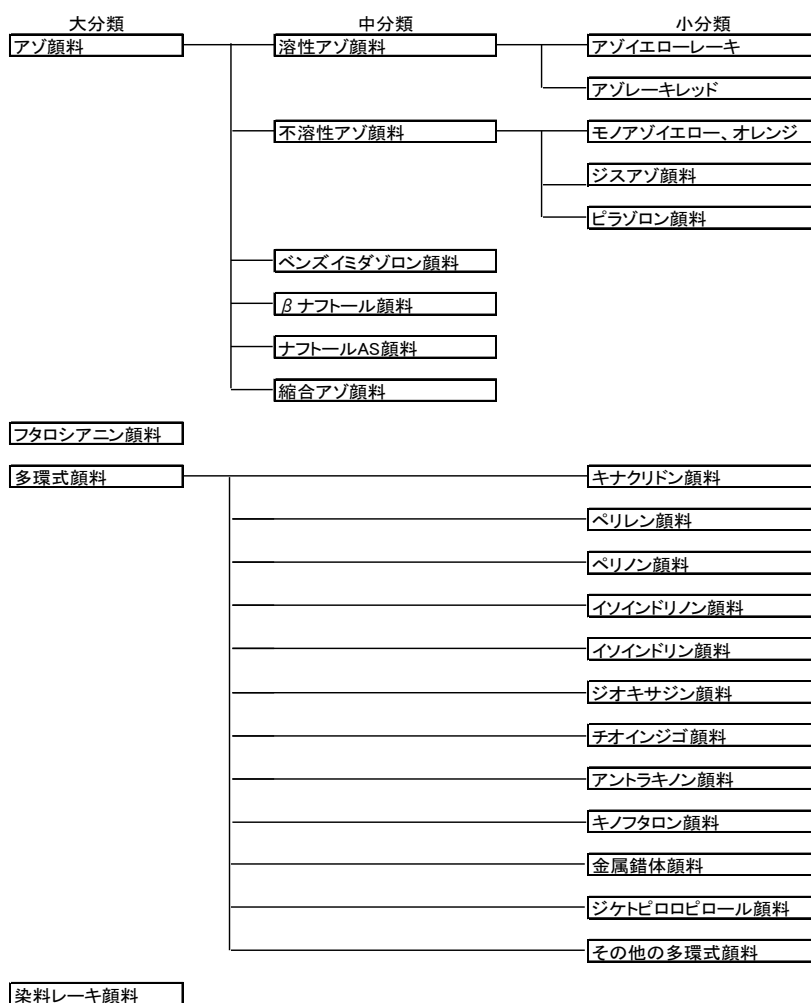 大分類 中分類 小分類
アゾ顔料 溶性アゾ顔料 アゾイエローレーキ
アゾレーキレッド
不溶性アゾ顔料 モノアゾイエロー、オレンジ
ジスアゾ顔料
ピラゾロン顔料
ベンズイミダゾロン顔料
βナフトール顔料
ナフトールAS顔料
縮合アゾ顔料
フタロシアニン顔料
多環式顔料 キナクリドン顔料
ペリレン顔料
ペリノン顔料
イソインドリノン顔料
イソインドリン顔料
ジオキサジン顔料
チオインジゴ顔料
アントラキノン顔料
キノフタロン顔料
金属錯体顔料
ジケトピロロピロール顔料
その他の多環式顔料
染料レーキ顔料